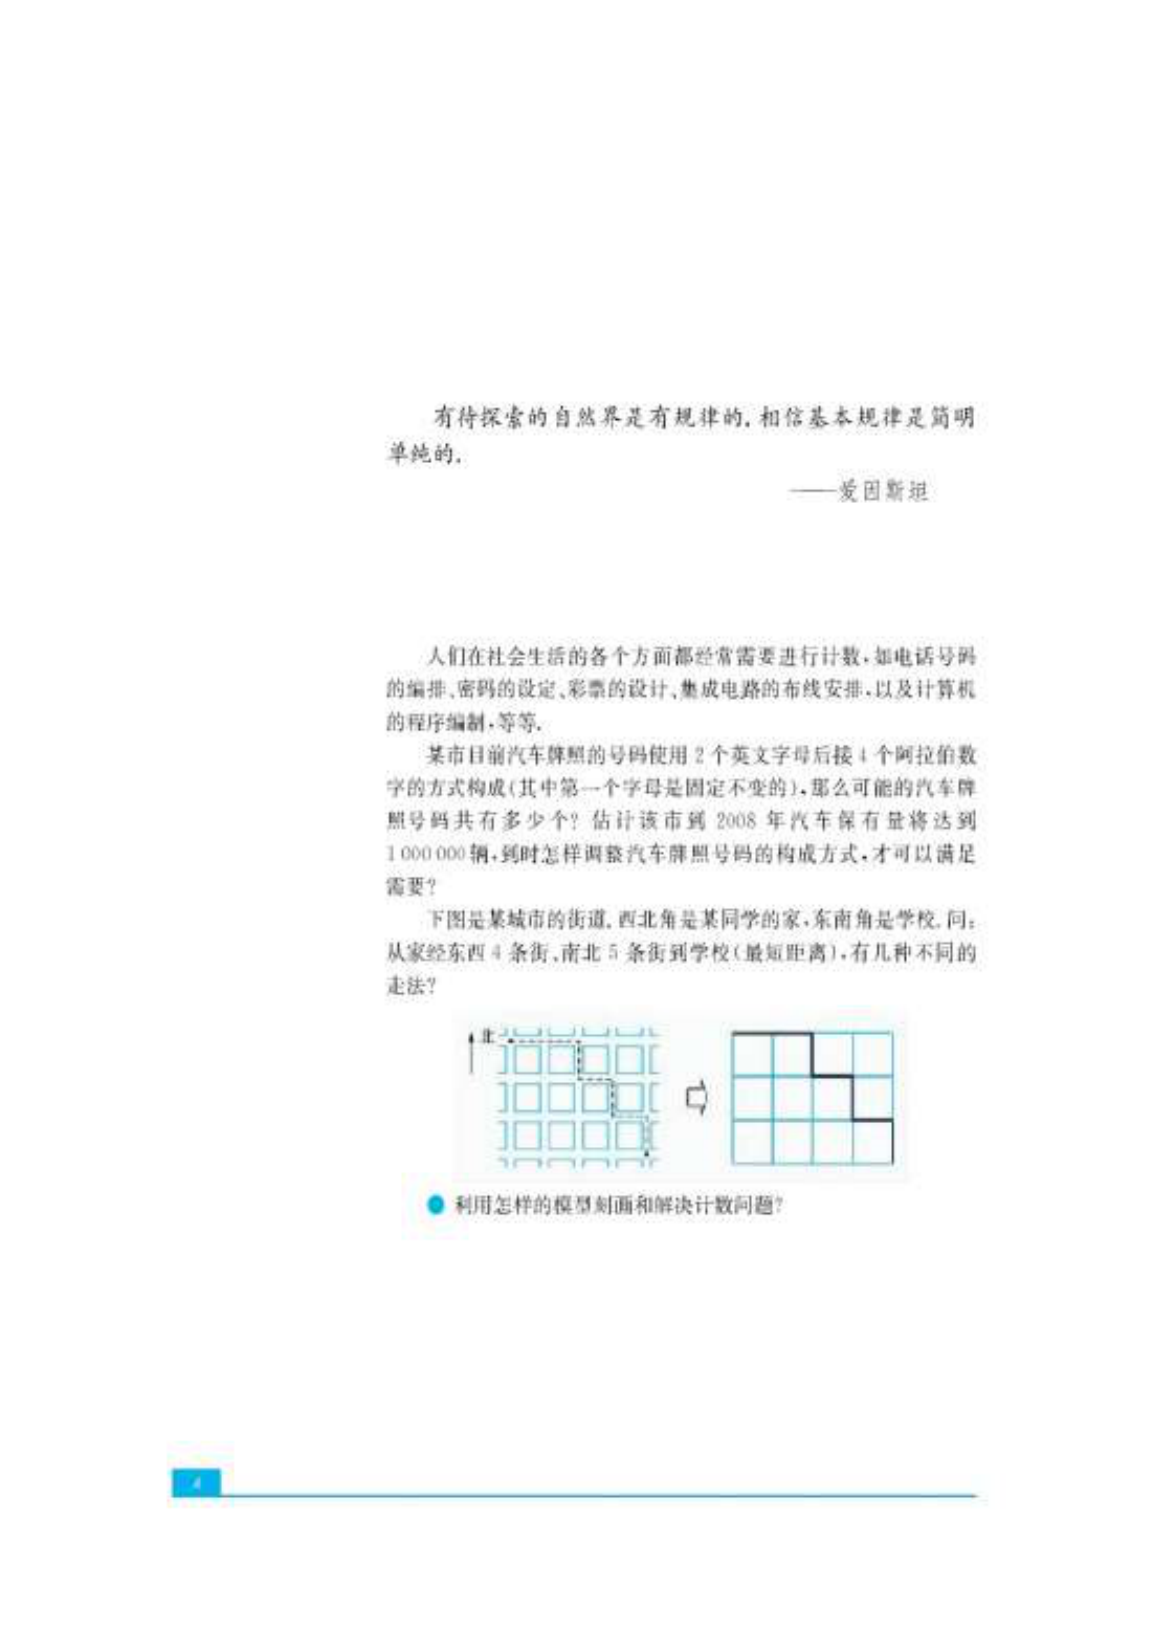 有待探索的自然界是有规律的.相信基本规律是简明
单纯的.
——爱因斯坦
人们在社会生活的各个方面都经常需要进行计数,如电话号码
的编排、密码的设定、彩票的设计、集成电路的布线安排,以及计算机
的程序编制,等等.
某市目前汽车牌照的号码使用 2 个英文字母后接 4 个阿拉伯数
字的方式构成(其中第一个字母是固定不变的),那么可能的汽车牌
照号码共有多少个? 估计该市到 2008 年汽车保有量将达到
1 000 000 辆,到时怎样调整汽车牌照号码的构成方式,才可以满足
需要?
下图是某城市的街道.西北角是某同学的家,东南角是学校.问:
从家经东西 4 条街、南北 5 条街到学校(最短距离),有几种不同的
走法?
北
利用怎样的模型刻画和解决计数问题?
4